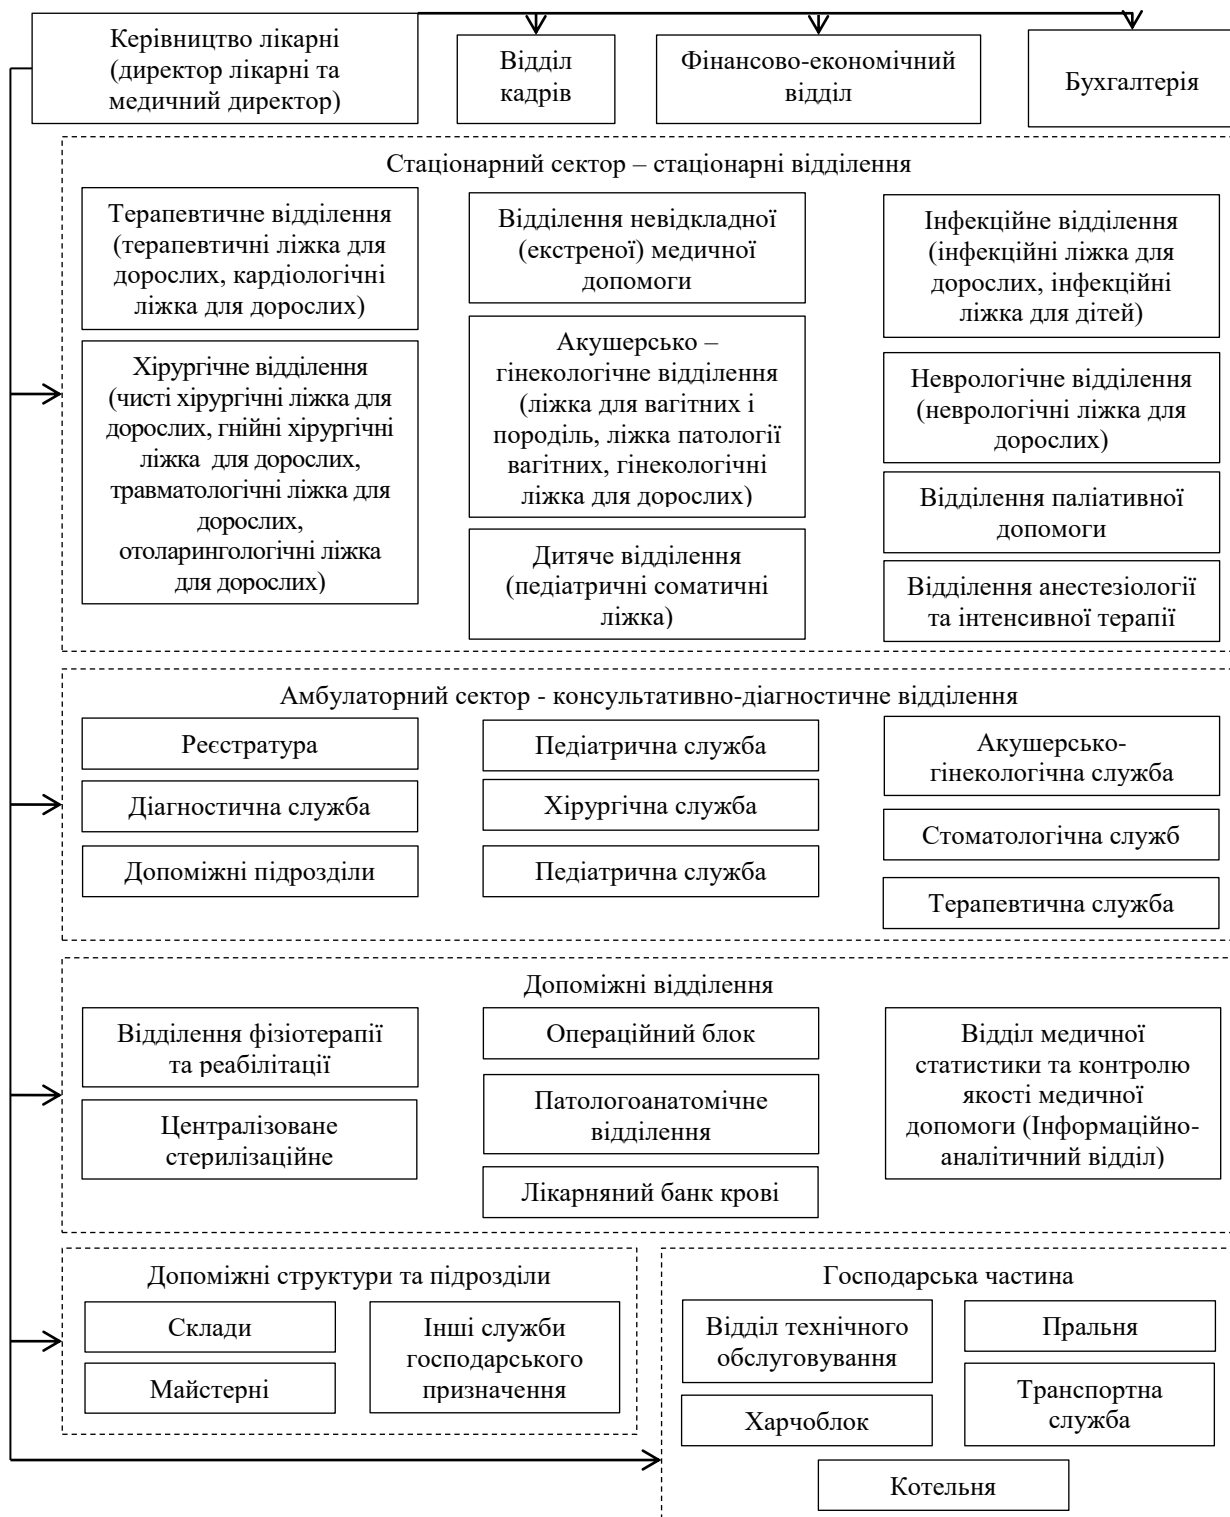 Керівництво лікарні
(директор лікарні та
медичний директор)
Відділ
кадрів
Фінансово-економічний
відділ
Бухгалтерія
Стаціонарний сектор – стаціонарні відділення
Терапевтичне відділення
(терапевтичні ліжка для
дорослих, кардіологічні
ліжка для дорослих)
Хірургічне відділення
(чисті хірургічні ліжка для
дорослих, гнійні хірургічні
ліжка для дорослих,
травматологічні ліжка для
дорослих,
отоларингологічні ліжка
для дорослих)
Відділення невідкладної
(екстреної) медичної
допомоги
Акушерсько –
гінекологічне відділення
(ліжка для вагітних і
породіль, ліжка патології
вагітних, гінекологічні
ліжка для дорослих)
Дитяче відділення
(педіатричні соматичні
ліжка)
Інфекційне відділення
(інфекційні ліжка для
дорослих, інфекційні
ліжка для дітей)
Неврологічне відділення
(неврологічні ліжка для
дорослих)
Відділення паліативної
допомоги
Відділення анестезіології
та інтенсивної терапії
Амбулаторний сектор - консультативно-діагностичне відділення
Реєстратура
Діагностична служба
Допоміжні підрозділи
Педіатрична служба
Хірургічна служба
Педіатрична служба
Акушерсько-
гінекологічна служба
Стоматологічна служб
Терапевтична служба
Допоміжні відділення
Відділення фізіотерапії
та реабілітації
Централізоване
стерилізаційне
Операційний блок
Патологоанатомічне
відділення
Лікарняний банк крові
Відділ медичної
статистики та контролю
якості медичної
допомоги (Інформаційно-
аналітичний відділ)
Допоміжні структури та підрозділи
Склади
Майстерні
Інші служби
господарського
призначення
Господарська частина
Відділ технічного
обслуговування
Харчоблок
Пральня
Транспортна
служба
Котельня